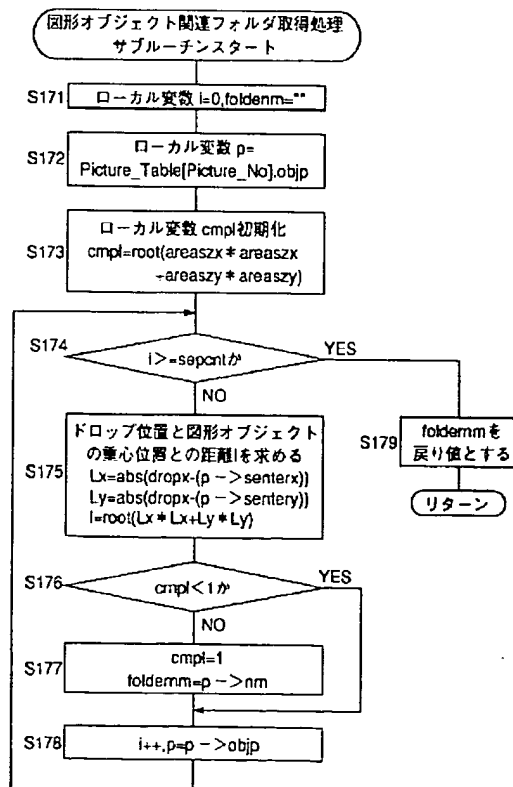 図形オブジェクト関連フォルダ取得処理
サブルーチンスタート
S171
ローカル変数 i=0,foldenm=""
S172
ローカル変数 p=
Picture_Table[Picture_No].objp
S173
ローカル変数 cmpl初期化
cmpl=root(areaszx*areaszx
+areaszy*areaszy)
S174
i>=sepcntか
YES
NO
S175
ドロップ位置と図形オブジェクト
の重心位置との距離lを求める
Lx=abs(dropx-(p->senterx))
Ly=abs(dropx-(p->sentery))
l=root(Lx*Lx+Ly*Ly)
S179
foldernmを
戻り値とする
リターン
S176
cmpl<1か
YES
NO
S177
cmpl=1
foldernm=p->nm
S178
i++,p=p->objp